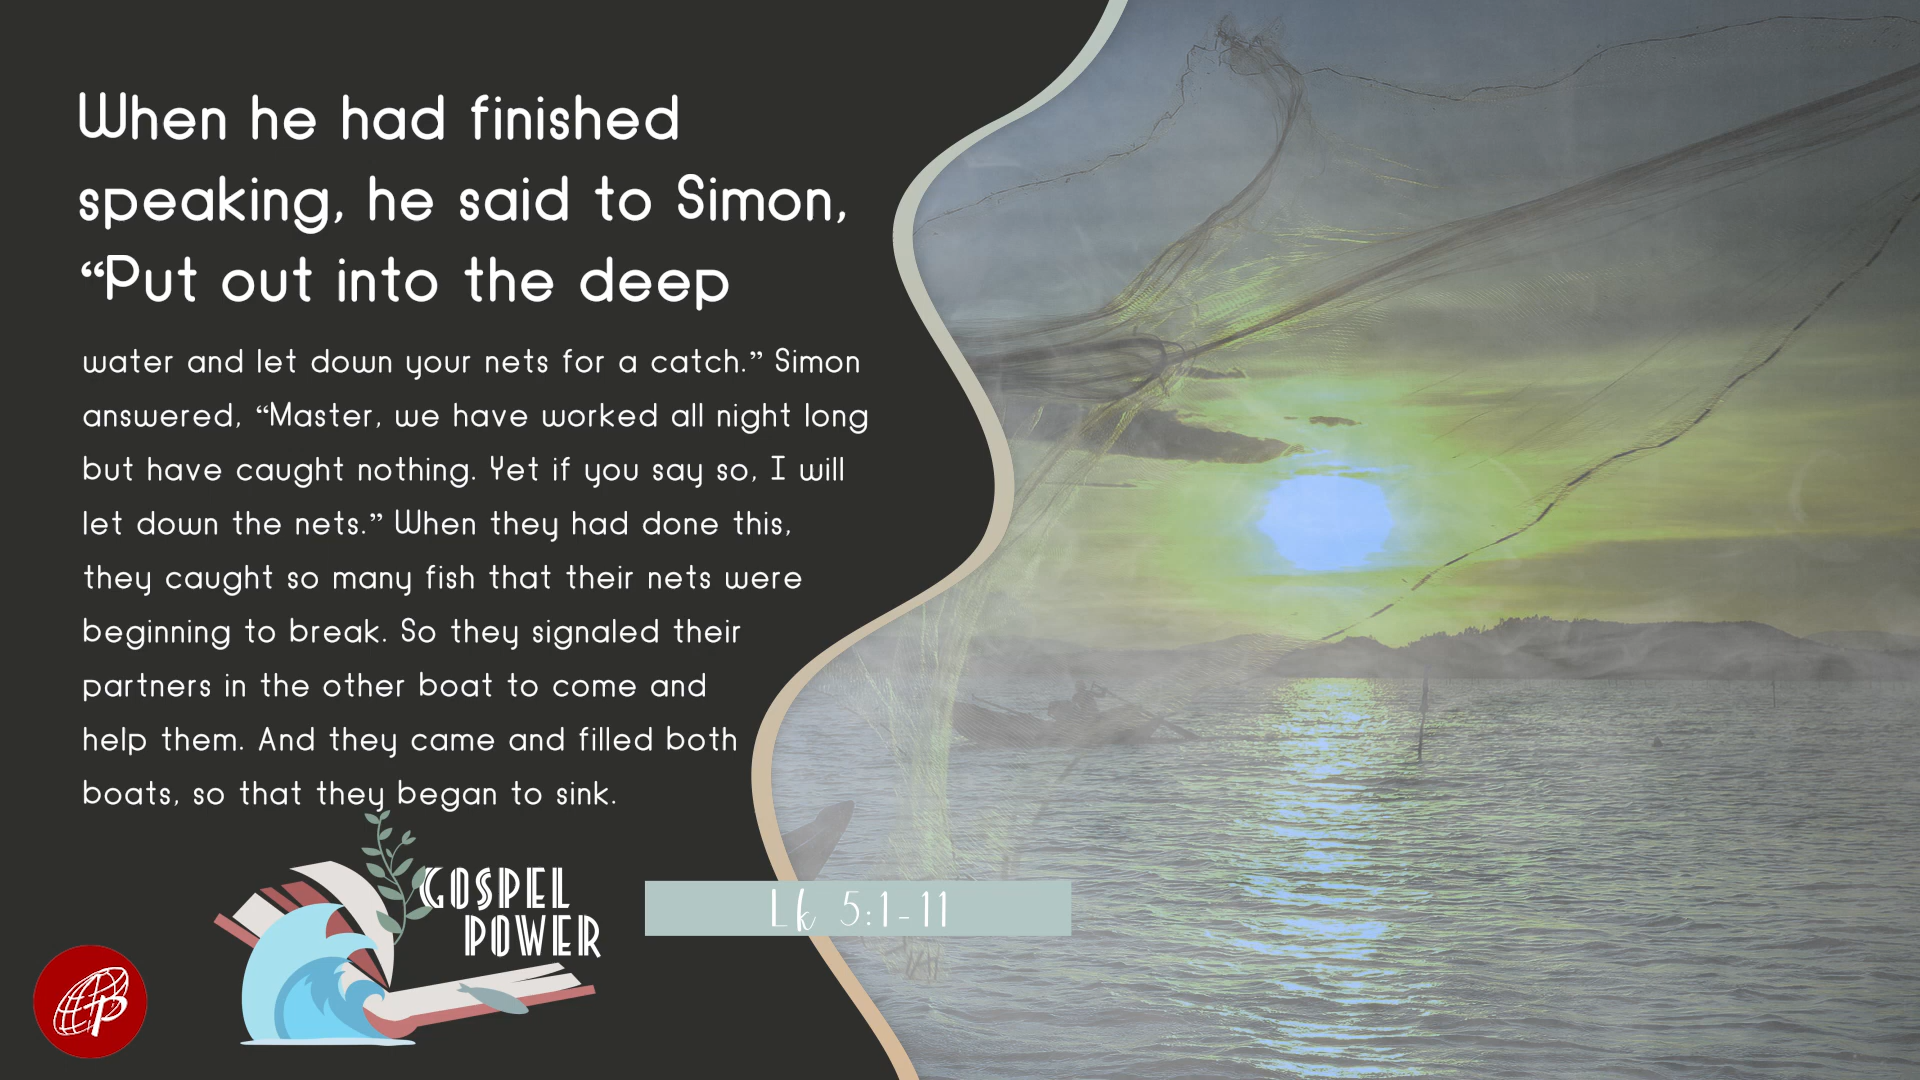 When he had finished
speaking, he said to Simon,
“Put out into the deep
water and let down your nets for a catch.” Simon
answered, “Master, we have worked all night long
but have caught nothing. Yet if you say so, I will
let down the nets.” When they had done this,
they caught so many fish that their nets were
beginning to break. So they signaled their
partners in the other boat to come and
help them. And they came and filled both
boats, so that they began to sink.
GOSPEL
POWER
Lk 5:1-11